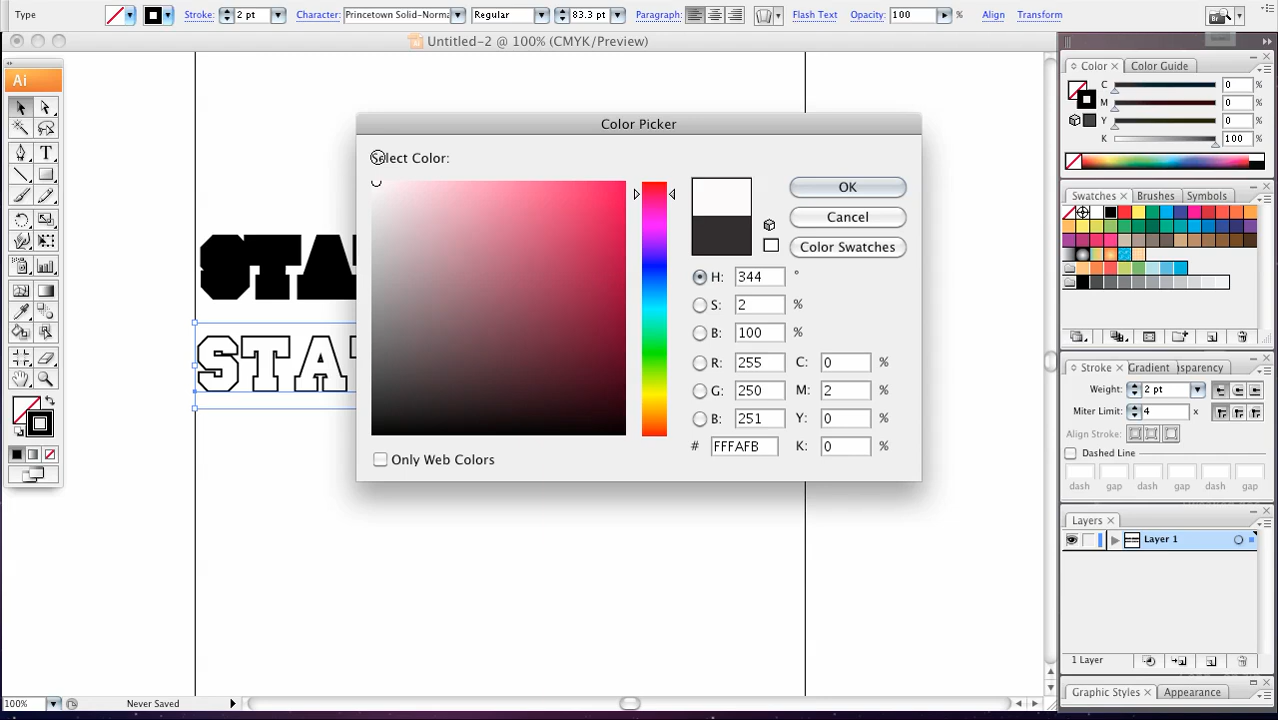 Type Stroke: 2 pt Character: Princetown Solid-Norma Regular 83.3 pt Paragraph: Flash Text Opacity: 100 % Align Transform Br
Untitled-2 @ 100% (CMYK/Preview)
Ai
Color Picker
Select Color:
OK
Cancel
Color Swatches
H: 344 °
S: 2 %
B: 100 %
R: 255 C: 0 %
G: 250 M: 2 %
B: 251 Y: 0 %
# FFFAFB K: 0 %
Only Web Colors
STA
STA
Color Color Guide
C 0 %
M 0 %
Y 0 %
K 100 %
Swatches Brushes Symbols
Stroke Gradient sparency
Weight: 2 pt
Miter Limit: 4 x
Align Stroke:
Dashed Line
dash gap dash gap dash gap
Layers
Layer 1
1 Layer
Graphic Styles Appearance
100% Never Saved